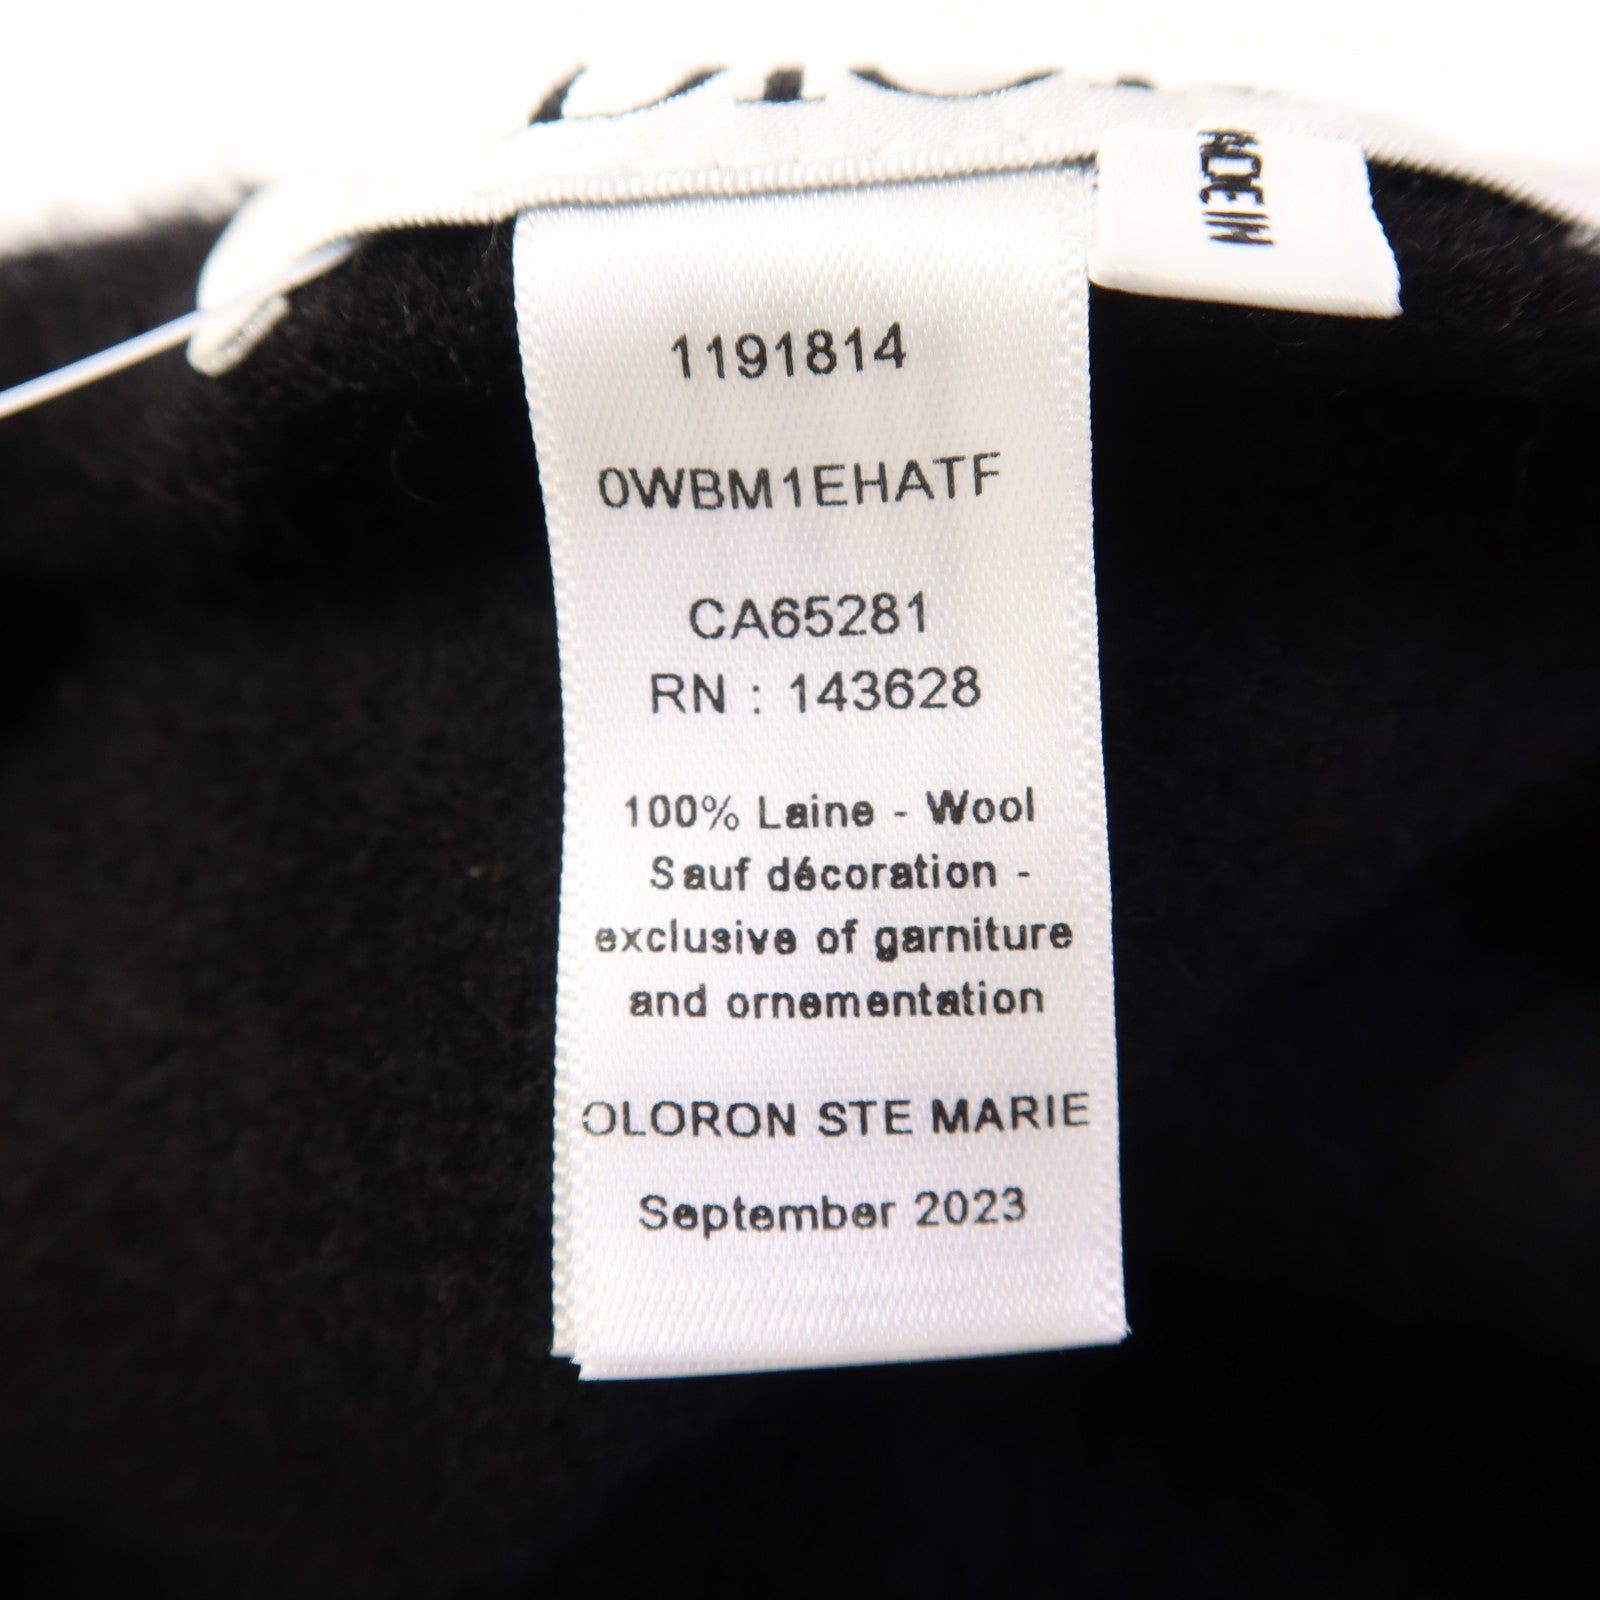 1191814
0WBM1EHATF
CA65281
RN : 143628
100% Laine - Wool
Sauf décoration -
exclusive of garniture
and ornementation
OLORON STE MARIE
September 2023